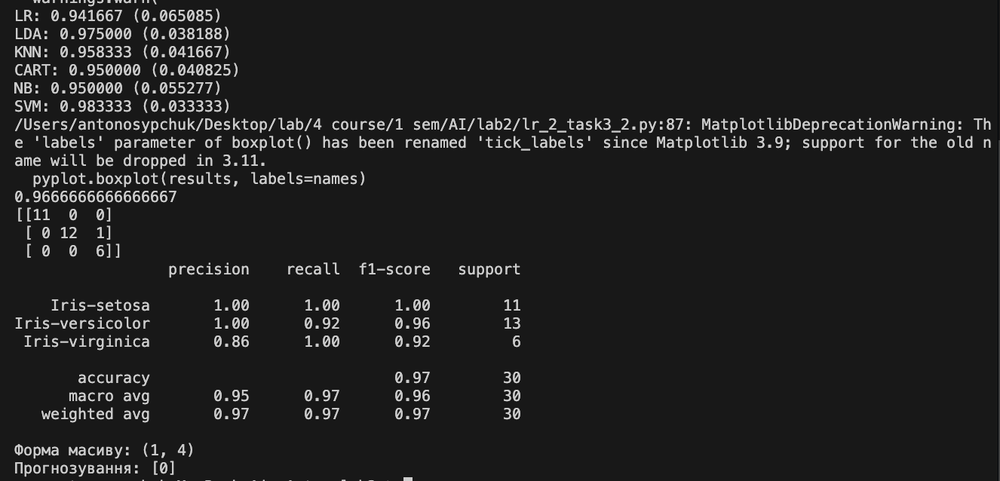 warnings.warn(
LR: 0.941667 (0.065085)
LDA: 0.975000 (0.038188)
KNN: 0.958333 (0.041667)
CART: 0.950000 (0.040825)
NB: 0.950000 (0.055277)
SVM: 0.983333 (0.033333)
/Users/antonosypchuk/Desktop/lab/4 course/1 sem/AI/lab2/lr_2_task3_2.py:87: MatplotlibDeprecationWarning: Th
e 'labels' parameter of boxplot() has been renamed 'tick_labels' since Matplotlib 3.9; support for the old n
ame will be dropped in 3.11.
pyplot.boxplot(results, labels=names)
0.9666666666666667
[[11 0 0]
[ 0 12 1]
[ 0 0 6]]
precision recall f1-score support
Iris-setosa 1.00 1.00 1.00 11
Iris-versicolor 1.00 0.92 0.96 13
Iris-virginica 0.86 1.00 0.92 6
accuracy 0.97 30
macro avg 0.95 0.97 0.96 30
weighted avg 0.97 0.97 0.97 30
Форма масиву: (1, 4)
Прогнозування: [0]